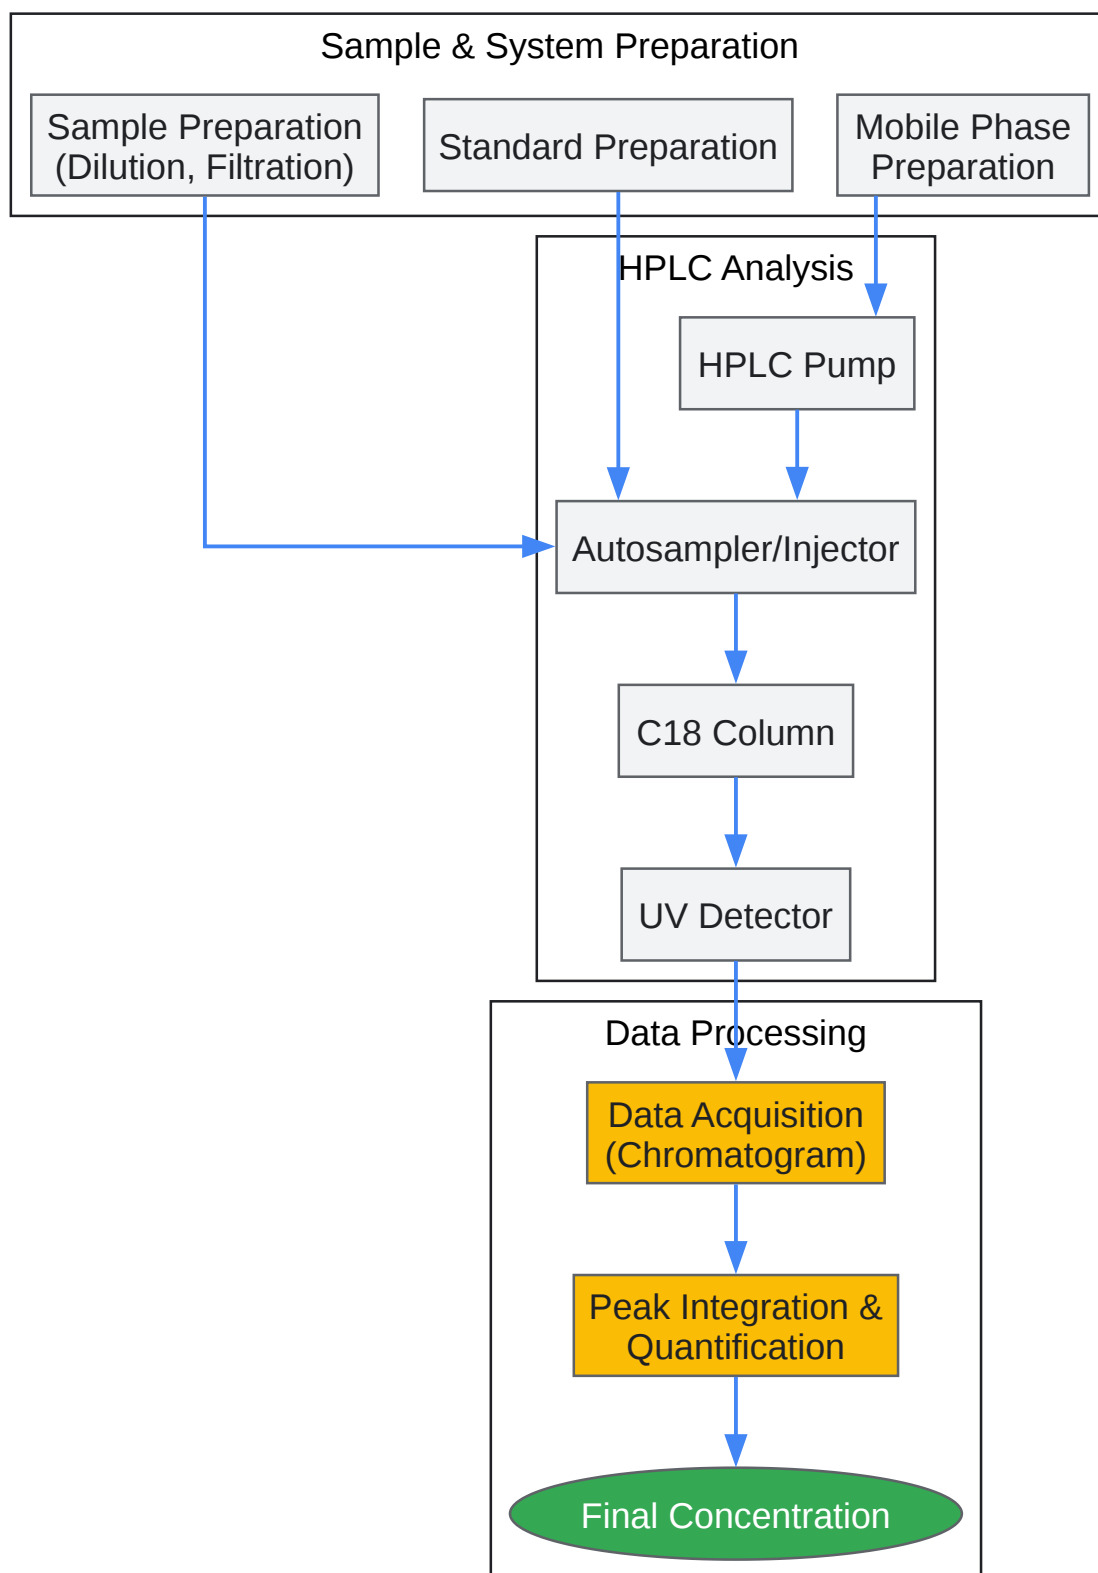 Sample & System Preparation
Sample Preparation
(Dilution, Filtration)
Standard Preparation
Mobile Phase
Preparation
HPLC Analysis
HPLC Pump
Autosampler/Injector
C18 Column
UV Detector
Data Processing
Data Acquisition
(Chromatogram)
Peak Integration &
Quantification
Final Concentration